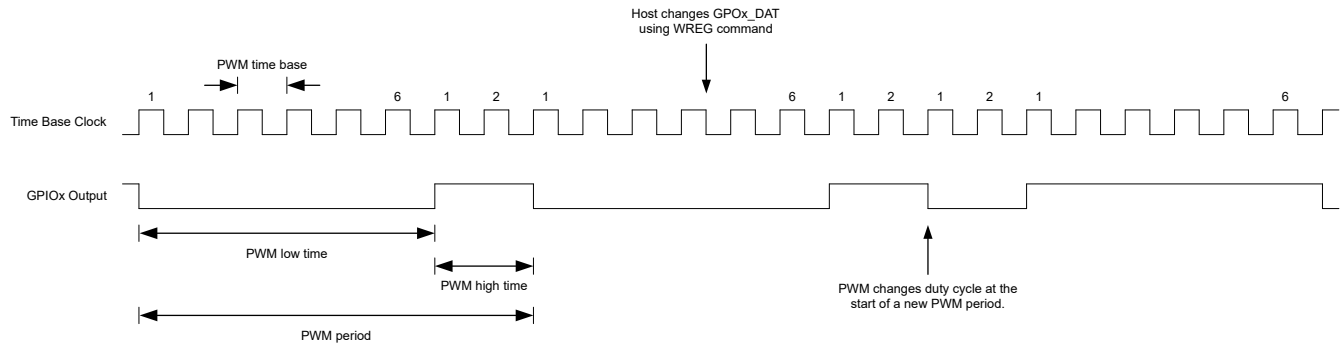 Host changes GPOx_DAT
using WREG command
PWM time base
1 6 1 2 1 6 1 2 1 2 1 6
Time Base Clock
GPIOx Output
PWM low time
PWM high time
PWM changes duty cycle at the
start of a new PWM period.
PWM period